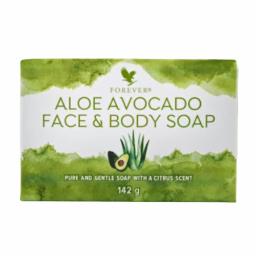 FOREVER®
ALOE AVOCADO
FACE & BODY SOAP
PURE AND GENTLE SOAP WITH A CITRUS SCENT
142 g